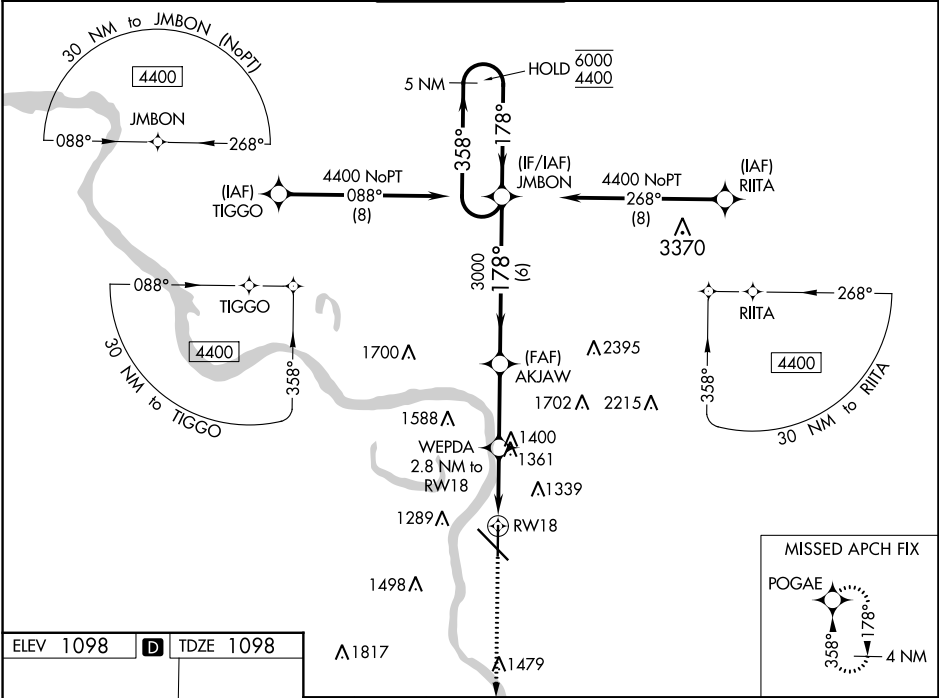 30 NM to JMBON (NoPT)
4400
JMBON
088°
268°
HOLD 6000
4400
5 NM
358°
178°
(IF/IAF)
JMBON
(IAF)
TIGGO
4400 NoPT
088°
(8)
4400 NoPT
268°
(8)
(IAF)
RIITA
3370
3000
178°
(6)
088°
TIGGO
4400
358°
30 NM to TIGGO
268°
RIITA
4400
358°
30 NM to RIITA
1700
(FAF)
AKJAW
2395
1702
2215
1588
WEPDA
2.8 NM to
RW18
1400
1361
1339
1289
RW18
1498
1817
1479
MISSED APCH FIX
POGAE
358°
178°
4 NM
ELEV 1098 D TDZE 1098